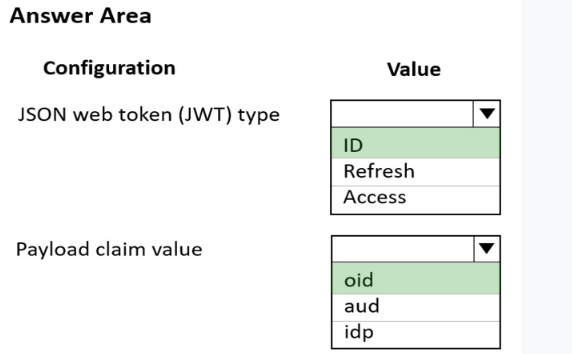 Answer Area
Configuration Value
JSON web token (JWT) type
ID
Refresh
Access
Payload claim value
oid
aud
idp